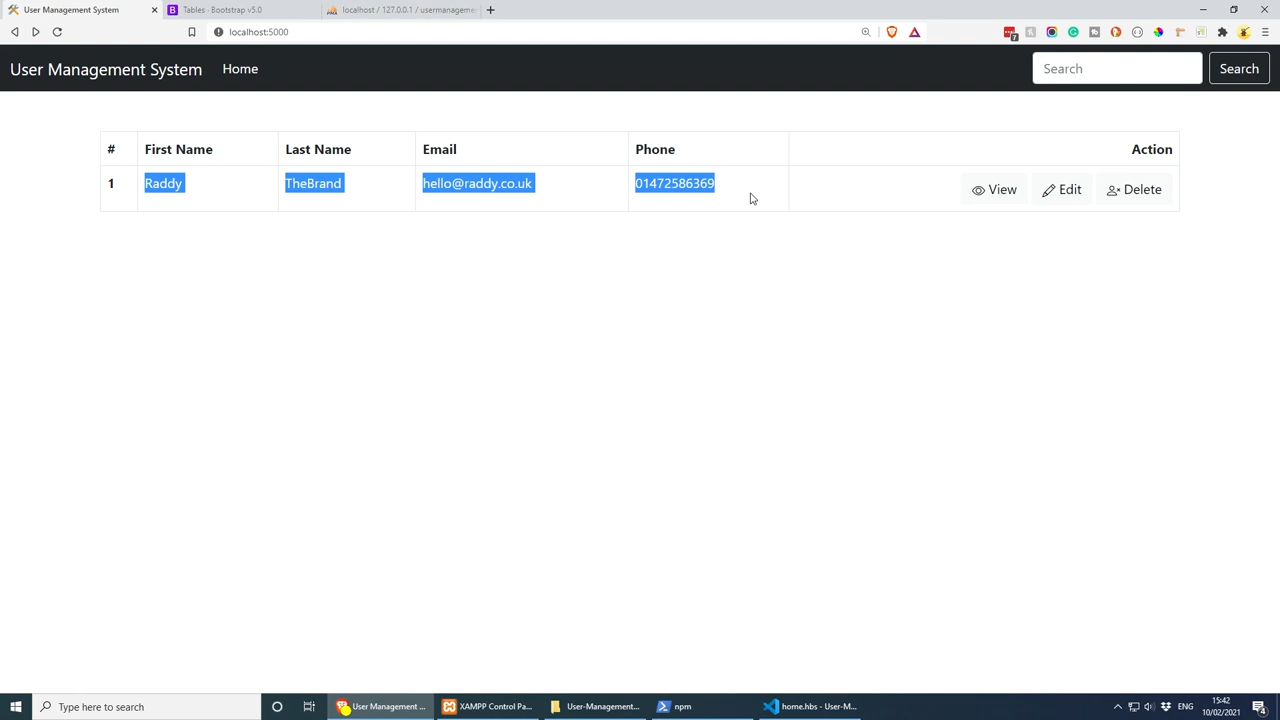 User Management System
Tables - Bootstrap v5.0
localhost / 127.0.0.1 / usermanageme
localhost:5000
7
User Management System Home
Search Search
# First Name Last Name Email Phone Action
1 Raddy TheBrand hello@raddy.co.uk 01472586369 View Edit Delete
Type here to search
User Management ...
XAMPP Control Pa...
User-Management...
npm
home.hbs - User-M...
ENG
15:42
10/02/2021
4